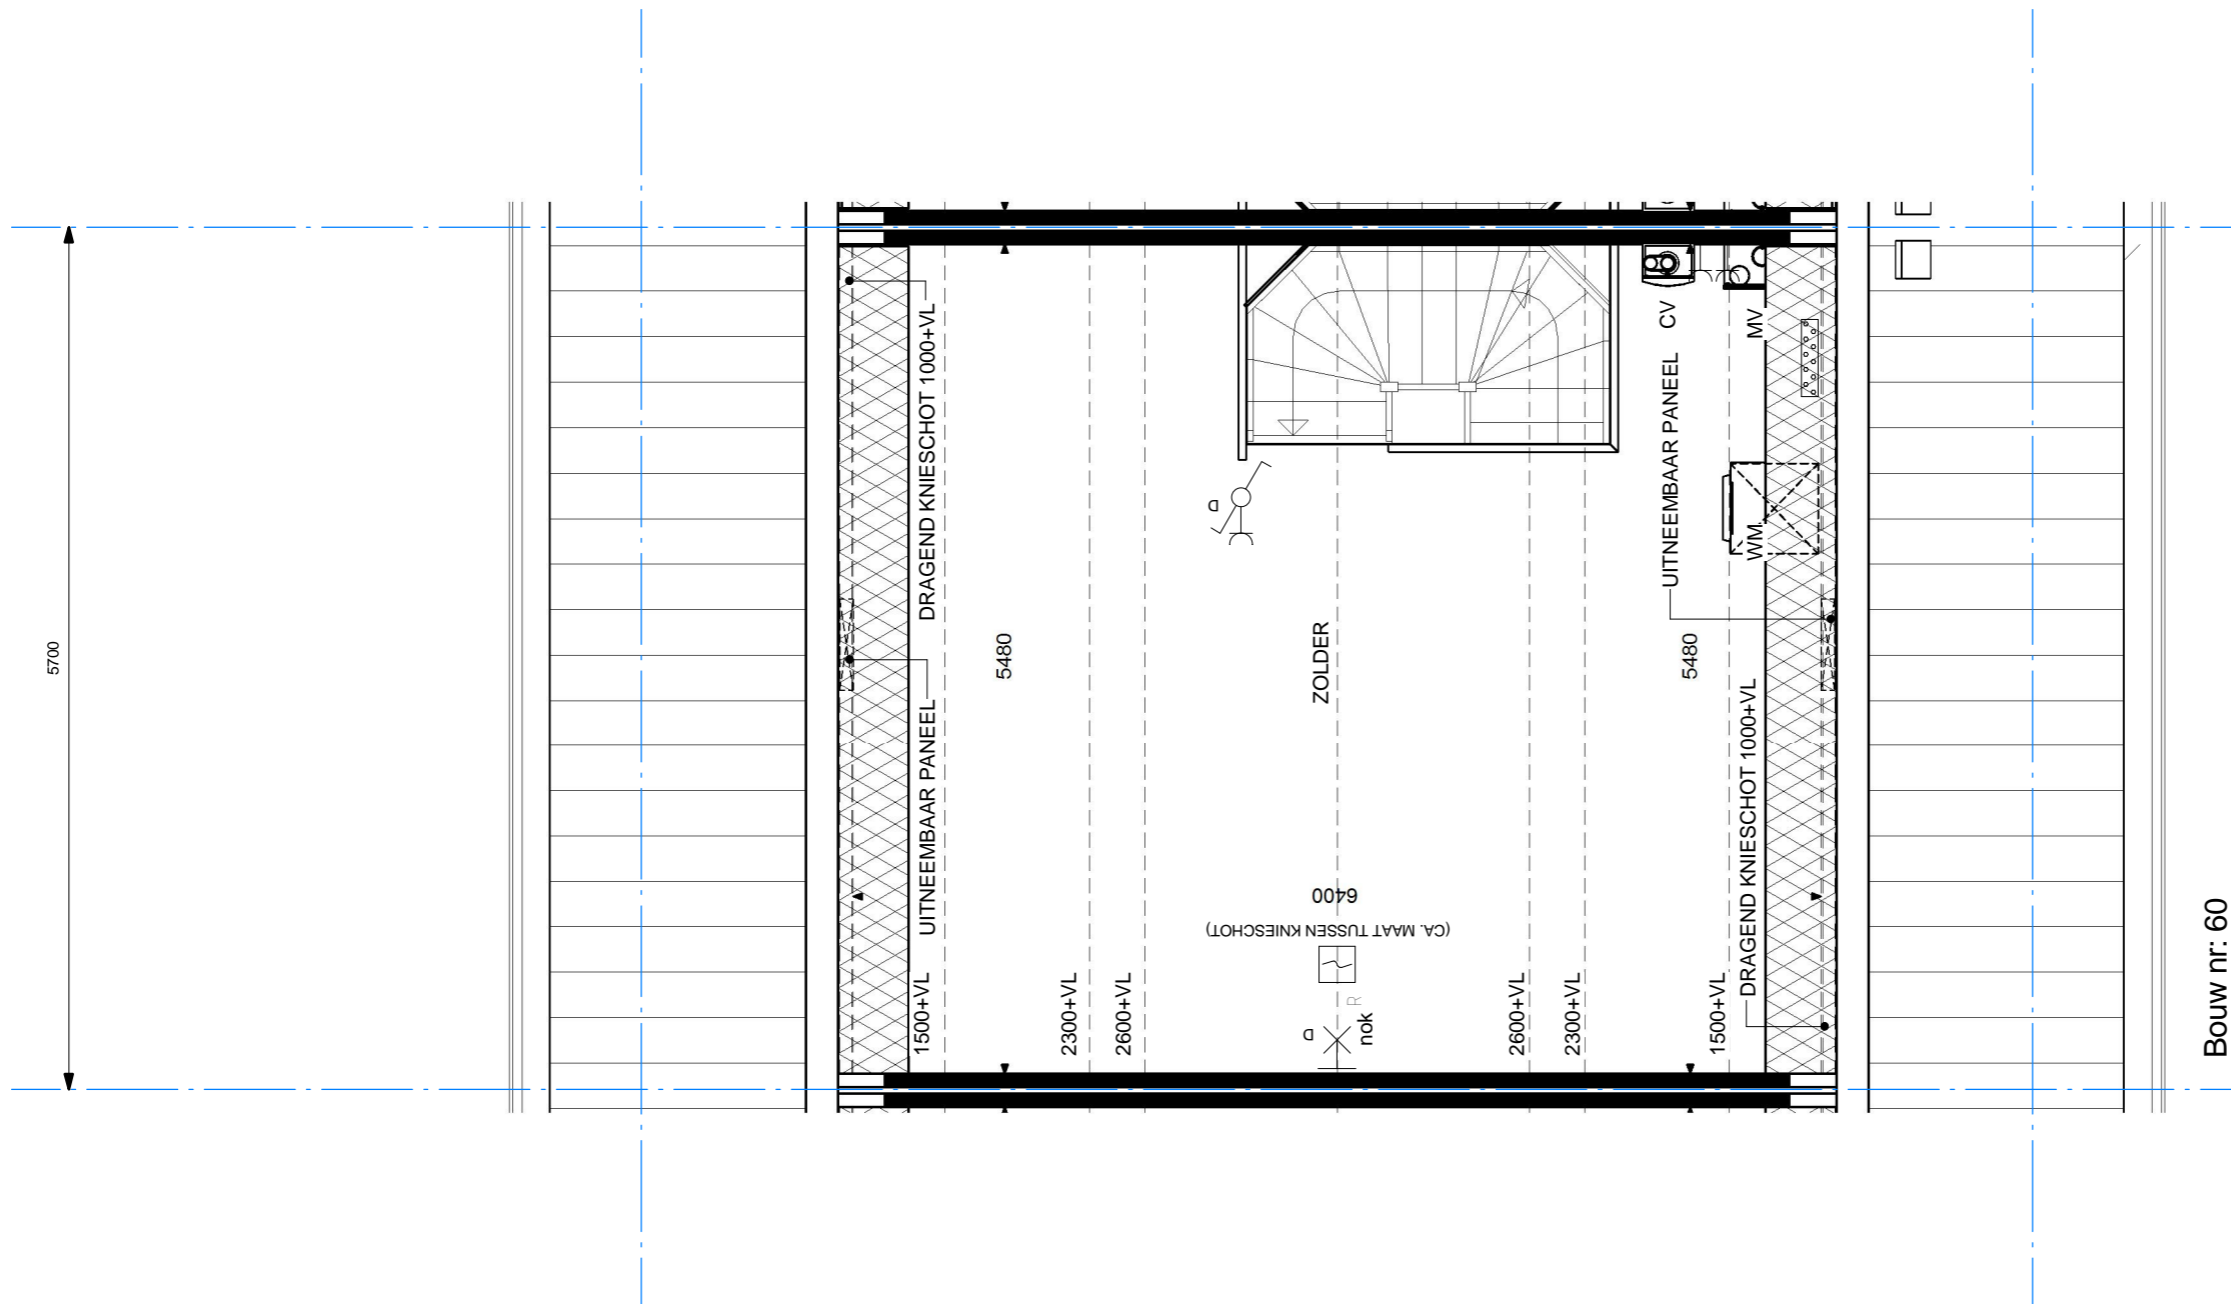 5700
DRAGEND KNIESCHOT 1000+VL
UITNEEMBAAR PANEEL
1500+VL
5480
2300+VL
2600+VL
D
ZOLDER
6400
(CA. MAAT TUSSEN KNIESCHOT)
R
D
nok
2600+VL
2300+VL
CV
UITNEEMBAAR PANEEL
5480
1500+VL
MV
WM
DRAGEND KNIESCHOT 1000+VL
Bouw nr: 60